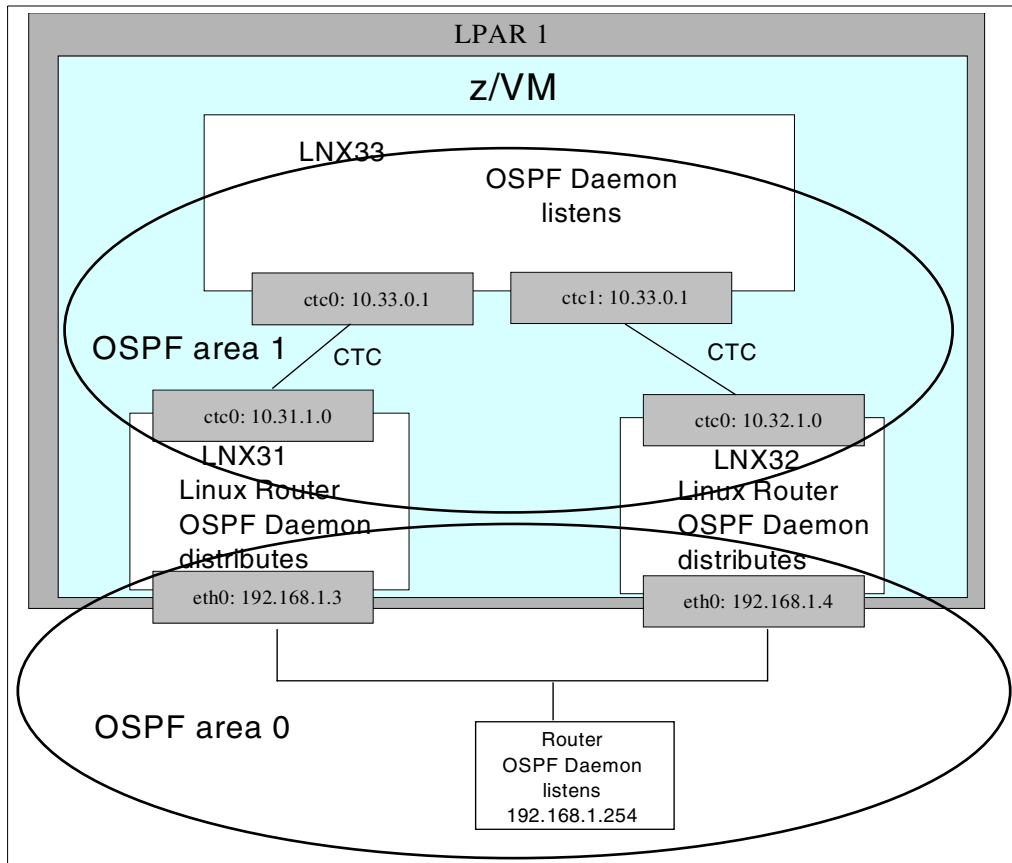 LPAR 1
z/VM
LNX33
OSPF Daemon
listens
ctc0: 10.33.0.1
ctc1: 10.33.0.1
OSPF area 1
CTC
CTC
ctc0: 10.31.1.0
ctc0: 10.32.1.0
LNX31
Linux Router
OSPF Daemon
distributes
LNX32
Linux Router
OSPF Daemon
distributes
eth0: 192.168.1.3
eth0: 192.168.1.4
OSPF area 0
Router
OSPF Daemon
listens
192.168.1.254